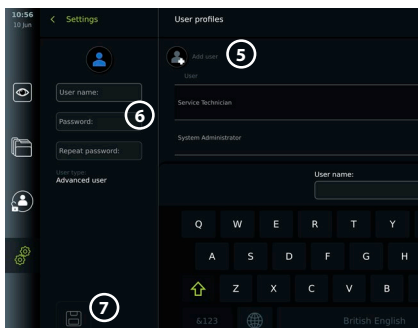 10:56
10 Jun
Settings
User profiles
Add user
5
User
User name:
Service Technician
Password:
6
System Administrator
Repeat password:
User type:
Advanced user
User name:
Q W E R T Y
A S D F G H
Z X C V B
7
&123
British English